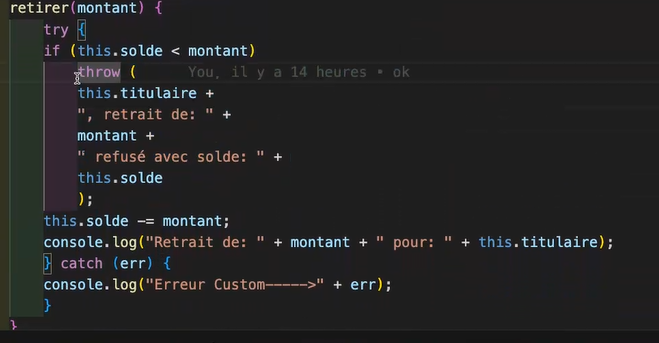 retirer(montant) {
try {
if (this.solde < montant)
throw ( You, il y a 14 heures • ok
this.titulaire +
", retrait de: " +
montant +
" refusé avec solde: " +
this.solde
);
this.solde -= montant;
console.log("Retrait de: " + montant + " pour: " + this.titulaire);
} catch (err) {
console.log("Erreur Custom----->" + err);
}
}